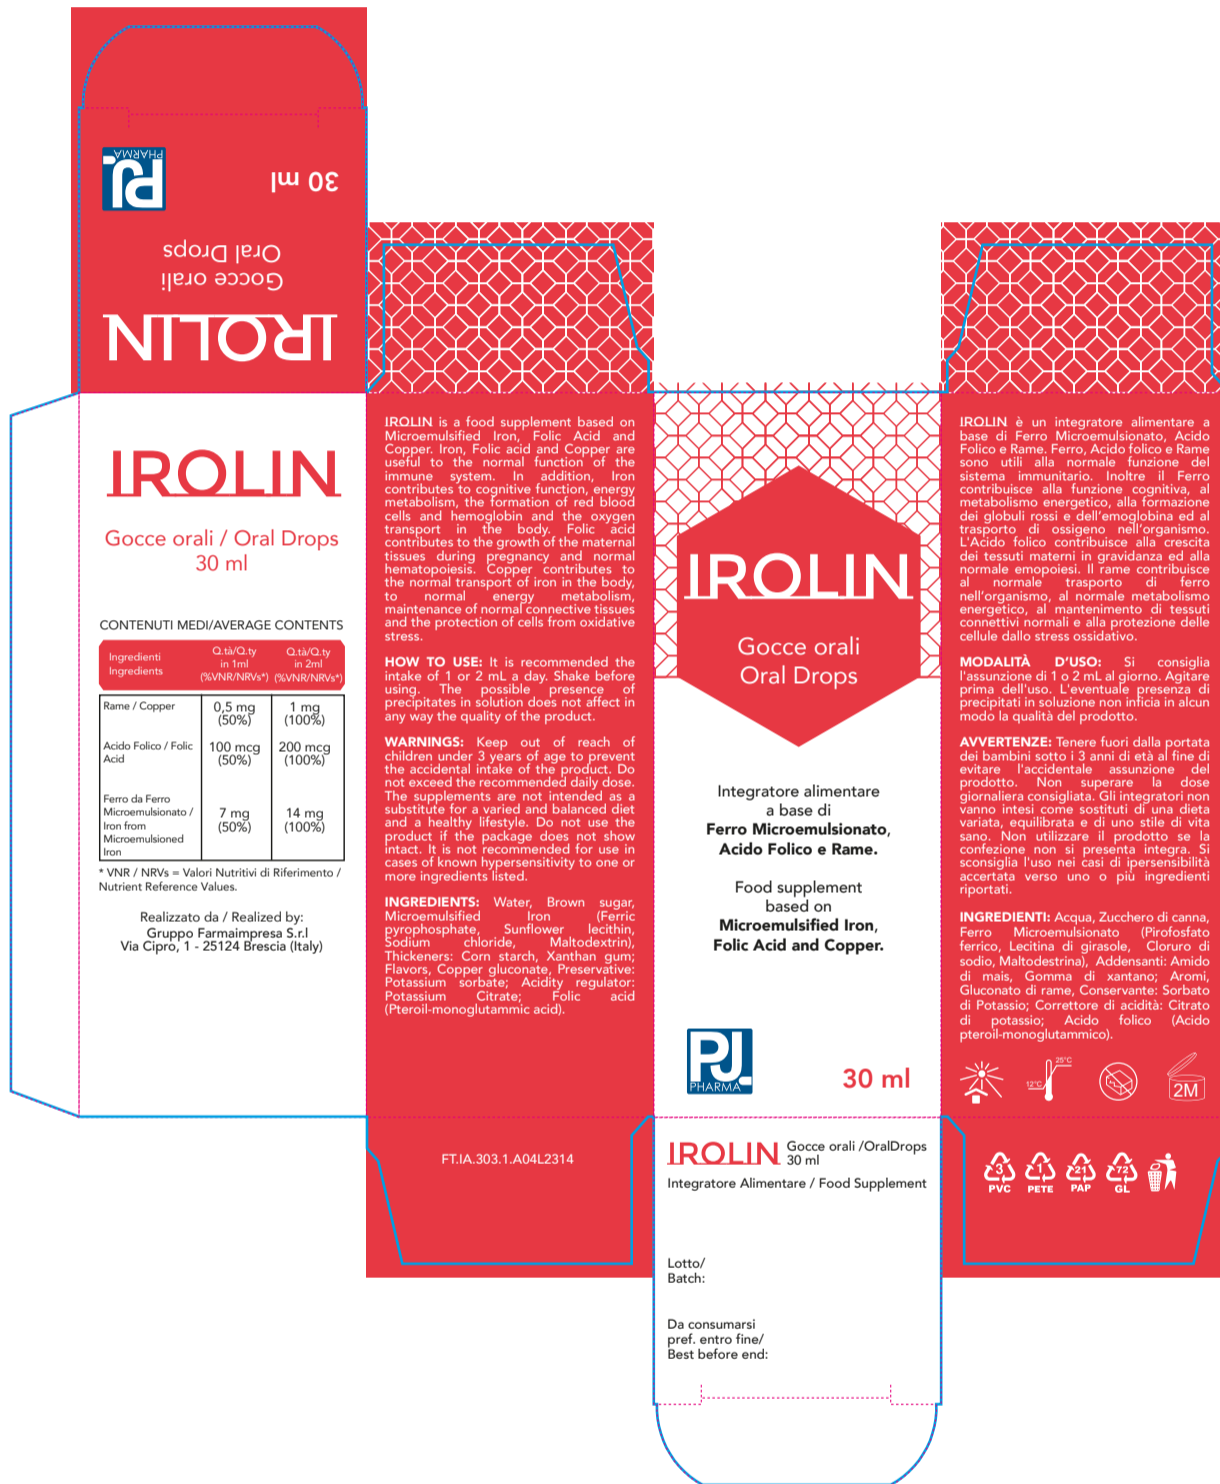 IROLIN
Gocce orali
Oral Drops
30 ml
PJ
PHARMA
IROLIN
Gocce orali / Oral Drops
30 ml
CONTENUTI MEDI/AVERAGE CONTENTS
Ingredienti
Ingredients
Q.tà/Q.ty
in 1ml
(%VNR/NRVs*)
Q.tà/Q.ty
in 2ml
(%VNR/NRVs*)
Rame / Copper
0,5 mg
(50%)
1 mg
(100%)
Acido Folico / Folic
Acid
100 mcg
(50%)
200 mcg
(100%)
Ferro da Ferro
Microemulsionato /
Iron from
Microemulsioned
Iron
7 mg
(50%)
14 mg
(100%)
* VNR / NRVs = Valori Nutritivi di Riferimento /
Nutrient Reference Values.
Realizzato da / Realized by:
Gruppo Farmaimpresa S.r.l
Via Cipro, 1 - 25124 Brescia (Italy)
IROLIN is a food supplement based on
Microemulsified Iron, Folic Acid and
Copper. Iron, Folic acid and Copper are
useful to the normal function of the
immune system. In addition, Iron
contributes to cognitive function, energy
metabolism, the formation of red blood
cells and hemoglobin and the oxygen
transport in the body. Folic acid
contributes to the growth of the maternal
tissues during pregnancy and normal
hematopoiesis. Copper contributes to
the normal transport of iron in the body,
to normal energy metabolism,
maintenance of normal connective tissues
and the protection of cells from oxidative
stress.
HOW TO USE: It is recommended the
intake of 1 or 2 mL a day. Shake before
using. The possible presence of
precipitates in solution does not affect in
any way the quality of the product.
WARNINGS: Keep out of reach of
children under 3 years of age to prevent
the accidental intake of the product. Do
not exceed the recommended daily dose.
The supplements are not intended as a
substitute for a varied and balanced diet
and a healthy lifestyle. Do not use the
product if the package does not show
intact. It is not recommended for use in
cases of known hypersensitivity to one or
more ingredients listed.
INGREDIENTS: Water, Brown sugar,
Microemulsified Iron (Ferric
pyrophosphate, Sunflower lecithin,
Sodium chloride, Maltodextrin),
Thickeners: Corn starch, Xanthan gum;
Flavors, Copper gluconate, Preservative:
Potassium sorbate; Acidity regulator:
Potassium Citrate; Folic acid
(Pteroil-monoglutammic acid).
FT.IA.303.1.A04L2314
IROLIN
Gocce orali
Oral Drops
Integratore alimentare
a base di
Ferro Microemulsionato,
Acido Folico e Rame.
Food supplement
based on
Microemulsified Iron,
Folic Acid and Copper.
PJ
PHARMA
30 ml
IROLIN Gocce orali /OralDrops
30 ml
Integratore Alimentare / Food Supplement
Lotto/
Batch:
Da consumarsi
pref. entro fine/
Best before end:
IROLIN è un integratore alimentare a
base di Ferro Microemulsionato, Acido
Folico e Rame. Ferro, Acido folico e Rame
sono utili alla normale funzione del
sistema immunitario. Inoltre il Ferro
contribuisce alla funzione cognitiva, al
metabolismo energetico, alla formazione
dei globuli rossi e dell'emoglobina ed al
trasporto di ossigeno nell'organismo.
L'Acido folico contribuisce alla crescita
dei tessuti materni in gravidanza ed alla
normale emopoiesi. Il rame contribuisce
al normale trasporto di ferro
nell'organismo, al normale metabolismo
energetico, al mantenimento di tessuti
connettivi normali e alla protezione delle
cellule dallo stress ossidativo.
MODALITÀ D'USO: Si consiglia
l'assunzione di 1 o 2 mL al giorno. Agitare
prima dell'uso. L'eventuale presenza di
precipitati in soluzione non inficia in alcun
modo la qualità del prodotto.
AVVERTENZE: Tenere fuori dalla portata
dei bambini sotto i 3 anni di età al fine di
evitare l'accidentale assunzione del
prodotto. Non superare la dose
giornaliera consigliata. Gli integratori non
vanno intesi come sostituti di una dieta
variata, equilibrata e di uno stile di vita
sano. Non utilizzare il prodotto se la
confezione non si presenta integra. Si
sconsiglia l'uso nei casi di ipersensibilità
accertata verso uno o più ingredienti
riportati.
INGREDIENTI: Acqua, Zucchero di canna,
Ferro Microemulsionato (Pirofosfato
ferrico, Lecitina di girasole, Cloruro di
sodio, Maltodestrina), Addensanti: Amido
di mais, Gomma di xantano; Aromi,
Gluconato di rame, Conservante: Sorbato
di Potassio; Correttore di acidità: Citrato
di potassio; Acido folico (Acido
pteroil-monoglutammico).
25°C
12°C
2M
3
PVC
1
PETE
21
PAP
72
GL